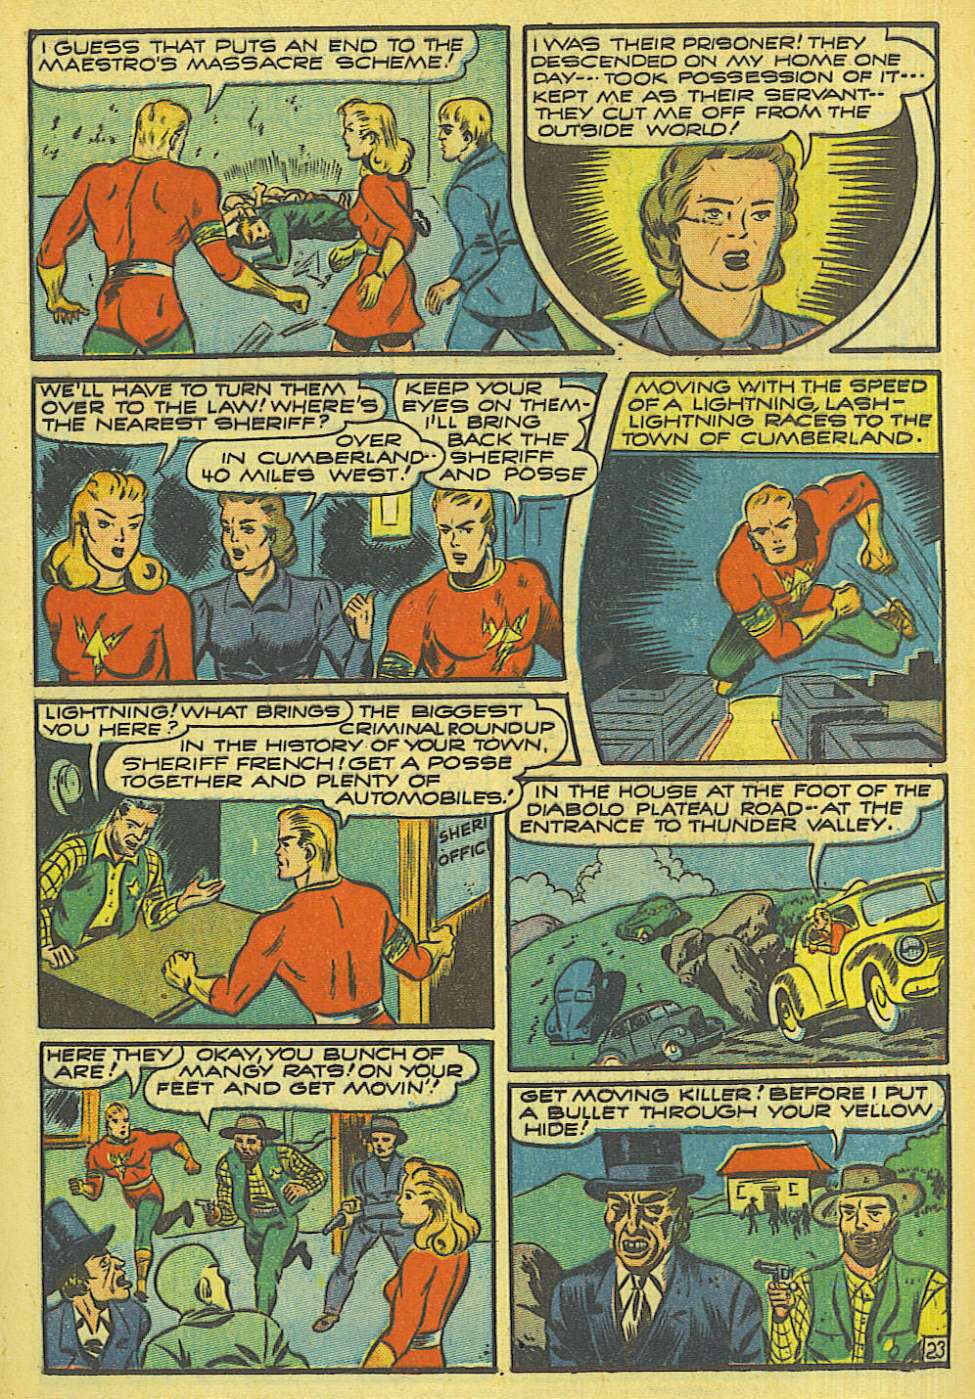 I GUESS THAT PUTS AN END TO THE
MAESTRO'S MASSACRE SCHEME!
I WAS THEIR PRISONER! THEY
DESCENDED ON MY HOME ONE
DAY--- TOOK POSSESSION OF IT---
KEPT ME AS THEIR SERVANT--
THEY CUT ME OFF FROM THE
OUTSIDE WORLD!
WE'LL HAVE TO TURN THEM
OVER TO THE LAW! WHERE'S
THE NEAREST SHERIFF?
OVER
IN CUMBERLAND--
40 MILES WEST!
KEEP YOUR
EYES ON THEM-
I'LL BRING
BACK THE
SHERIFF
AND POSSE
MOVING WITH THE SPEED
OF A LIGHTNING, LASH-
LIGHTNING RACES TO THE
TOWN OF CUMBERLAND.
LIGHTNING! WHAT BRINGS
YOU HERE?
THE BIGGEST
CRIMINAL ROUNDUP
IN THE HISTORY OF YOUR TOWN,
SHERIFF FRENCH! GET A POSSE
TOGETHER AND PLENTY OF
AUTOMOBILES!
SHERI
OFFIC
IN THE HOUSE AT THE FOOT OF THE
DIABOLO PLATEAU ROAD--AT THE
ENTRANCE TO THUNDER VALLEY..
HERE THEY
ARE!
OKAY, YOU BUNCH OF
MANGY RATS! ON YOUR
FEET AND GET MOVIN'!
GET MOVING KILLER! BEFORE I PUT
A BULLET THROUGH YOUR YELLOW
HIDE!
23